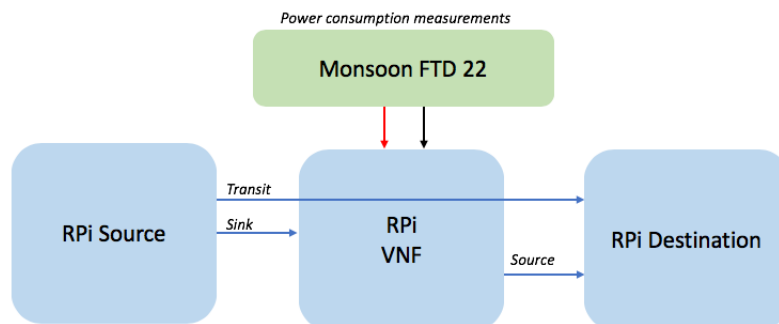 Power consumption measurements
Monsoon FTD 22
Transit
RPi Source
Sink
RPi
VNF
Source
RPi Destination